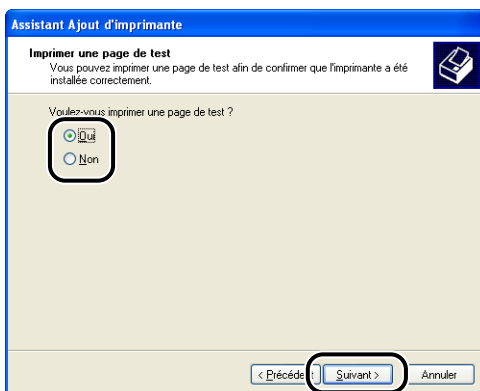 Assistant Ajout d'imprimante
Imprimer une page de test
Vous pouvez imprimer une page de test afin de confirmer que l'imprimante a été
installée correctement.
Voulez-vous imprimer une page de test ?
Oui
Non
< Précédent Suivant > Annuler